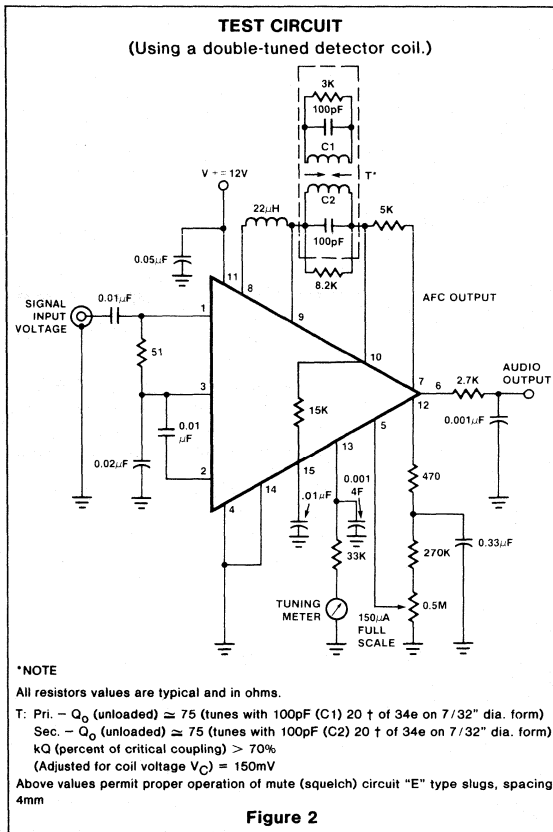 TEST CIRCUIT
(Using a double-tuned detector coil.)
3K
100pF
C1
T*
C2
100pF
8.2K
V + = 12V
22µH
5K
0.05µF
11
8
9
AFC OUTPUT
SIGNAL
INPUT
VOLTAGE
0.01µF
1
51
3
0.01
µF
0.02µF
2
10
15K
15
.01µF
4
14
13
0.001
4F
33K
TUNING
METER
5
150µA
FULL
SCALE
7
6
12
2.7K
AUDIO
OUTPUT
0.001µF
470
270K
0.33µF
0.5M
*NOTE
All resistors values are typical and in ohms.
T: Pri. – Qo (unloaded) ≃ 75 (tunes with 100pF (C1) 20 † of 34e on 7/32" dia. form)
Sec. – Qo (unloaded) ≃ 75 (tunes with 100pF (C2) 20 † of 34e on 7/32" dia. form)
kQ (percent of critical coupling) > 70%
(Adjusted for coil voltage VC) = 150mV
Above values permit proper operation of mute (squelch) circuit "E" type slugs, spacing
4mm
Figure 2